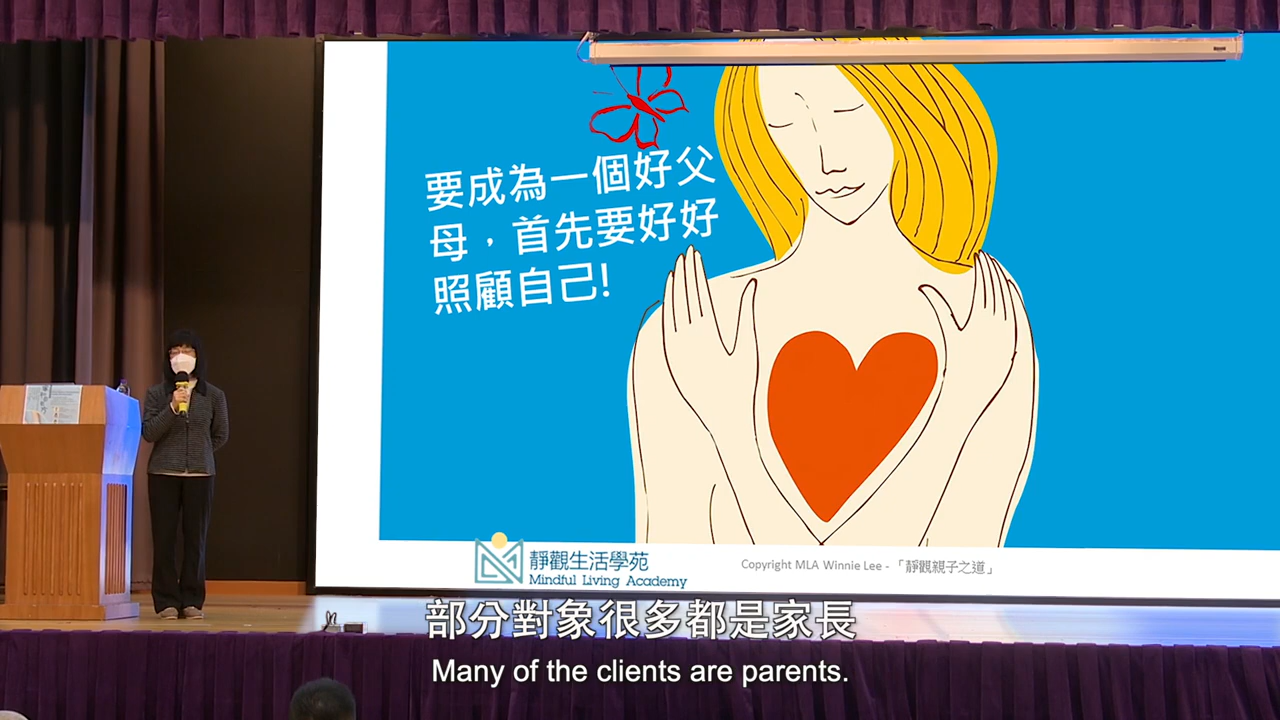 要成為一個好父
母，首先要好好
照顧自己!
靜觀生活學苑
Mindful Living Academy
Copyright MLA Winnie Lee - 「靜觀親子之道」
部分對象很多都是家長
Many of the clients are parents.